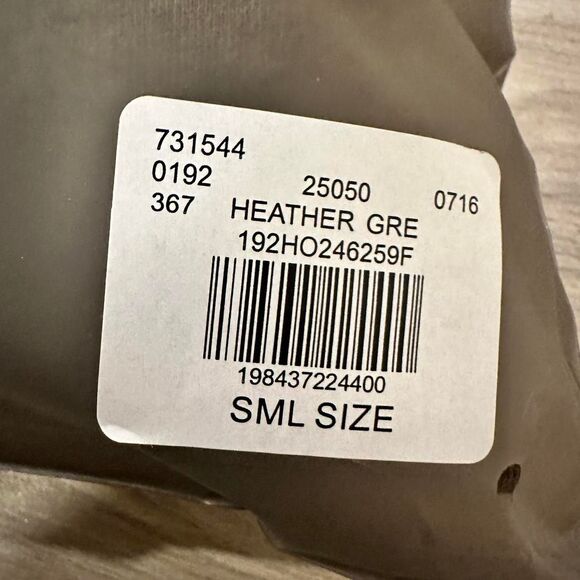 731544
0192 25050 0716
367 HEATHER GRE
192HO246259F
198437224400
SML SIZE